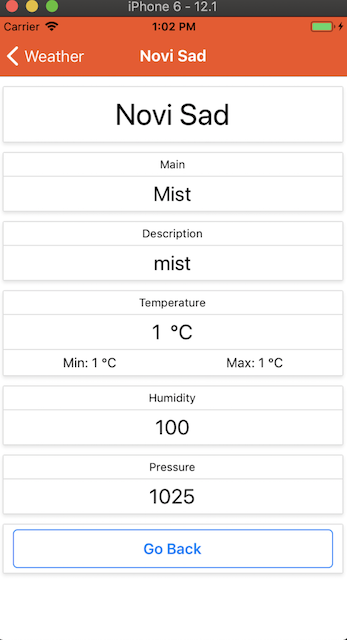 iPhone 6 - 12.1
Carrier 1:02 PM
Weather Novi Sad
Novi Sad
Main
Mist
Description
mist
Temperature
1 °C
Min: 1 °C Max: 1 °C
Humidity
100
Pressure
1025
Go Back